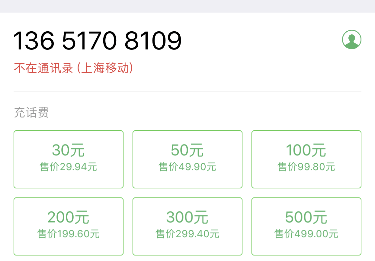 136 5170 8109
不在通讯录 (上海移动)
充话费
30元 50元 100元
售价29.94元 售价49.90元 售价99.80元
200元 300元 500元
售价199.60元 售价299.40元 售价499.00元